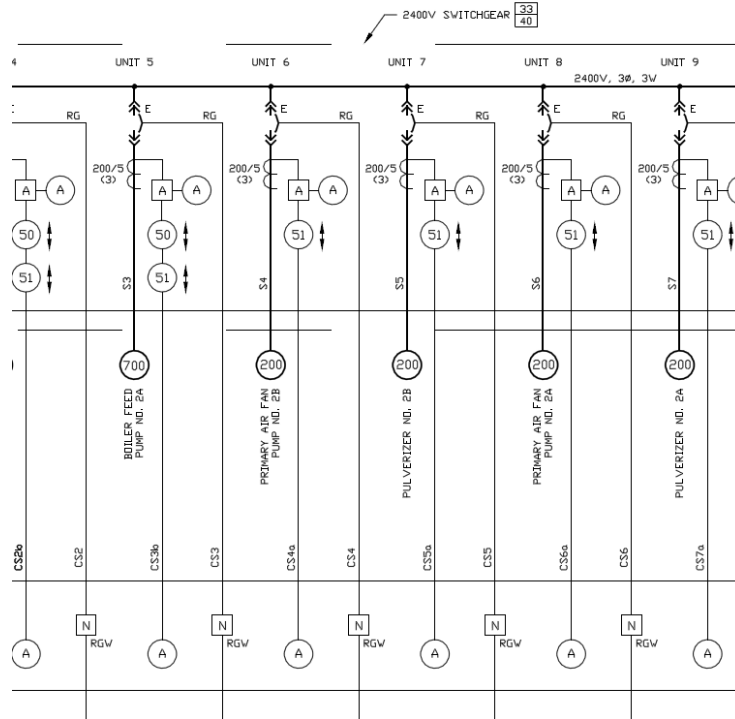 2400V SWITCHGEAR 33
40
4 UNIT 5 UNIT 6 UNIT 7 UNIT 8 UNIT 9
2400V, 3Ø, 3W
E E E E E
RG RG RG RG RG
200/5 200/5 200/5 200/5 200/5
(3) (3) (3) (3) (3)
A A A A A A A A A A A
50 50 51 51 51 51
51 51
S3 S4 S5 S6 S7
700 200 200 200 200
BOILER FEED
PUMP NO. 2A
PRIMARY AIR FAN
PUMP NO. 2B
PULVERIZER NO. 2B
PRIMARY AIR FAN
PUMP NO. 2A
PULVERIZER NO. 2A
CS2b CS2 CS3b CS3 CS4a CS4 CS5a CS5 CS6a CS6 CS7a
N N N N N
RGW RGW RGW RGW RGW
A A A A A A